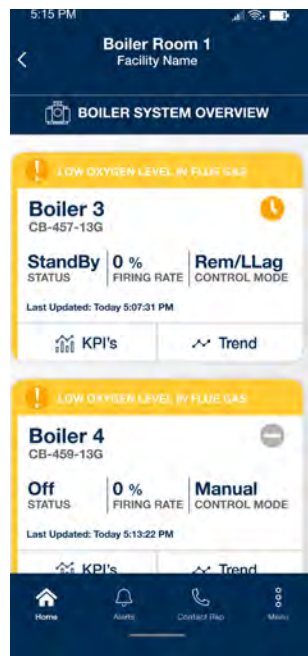 5:15 PM
Boiler Room 1
Facility Name
BOILER SYSTEM OVERVIEW
LOW OXYGEN LEVEL IN FLUE GAS
Boiler 3
CB-457-13G
StandBy 0 % Rem/LLag
STATUS FIRING RATE CONTROL MODE
Last Updated: Today 5:07:31 PM
KPI's Trend
LOW OXYGEN LEVEL IN FLUE GAS
Boiler 4
CB-459-13G
Off 0 % Manual
STATUS FIRING RATE CONTROL MODE
Last Updated: Today 5:13:22 PM
KPI's Trend
Home Alerts Contact Rep Menu